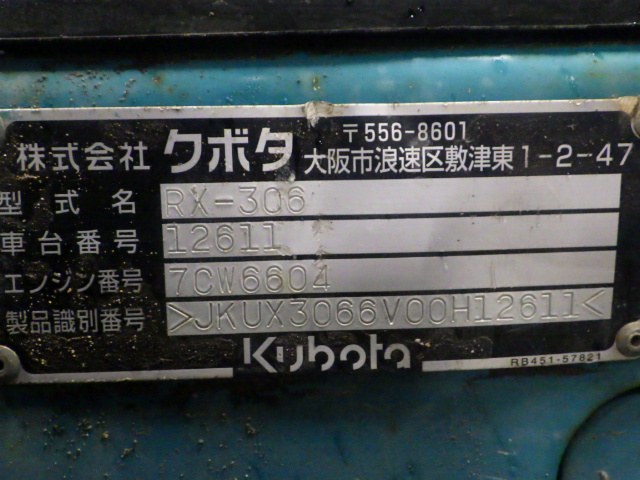 株式会社 クボタ 〒556-8601
大阪市浪速区敷津東1-2-47
型式名 RX-306
車台番号 12611
エンジン番号 7CW6604
製品識別番号 >JKUX3066V00H12611<
Kubota RB451-57621